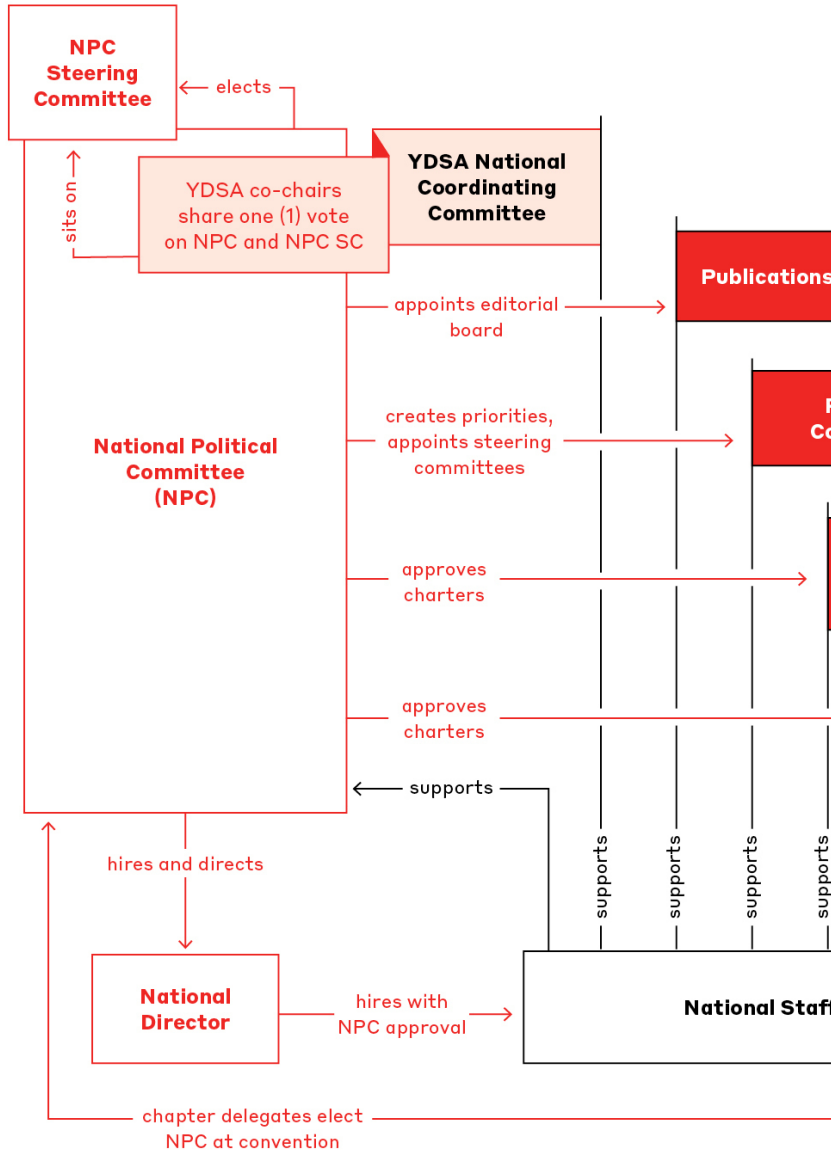 NPC
Steering
Committee
elects
sits on
YDSA co-chairs
share one (1) vote
on NPC and NPC SC
YDSA National
Coordinating
Committee
appoints editorial
board
Publications
creates priorities,
appoints steering
committees
National Political
Committee
(NPC)
approves
charters
approves
charters
supports
hires and directs
supports
supports
supports
supports
National
Director
hires with
NPC approval
National Staff
chapter delegates elect
NPC at convention